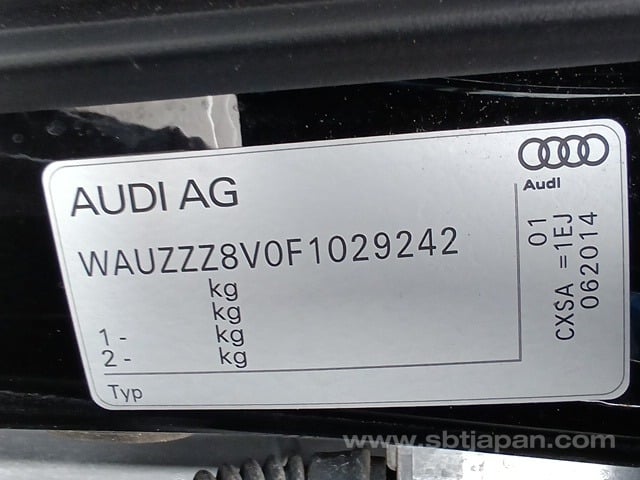 AUDI AG
Audi
WAUZZZ8V0F1029242
kg
kg
1 - kg
2 - kg
Typ
01
CXSA =1EJ
062014
www.sbtjapan.com